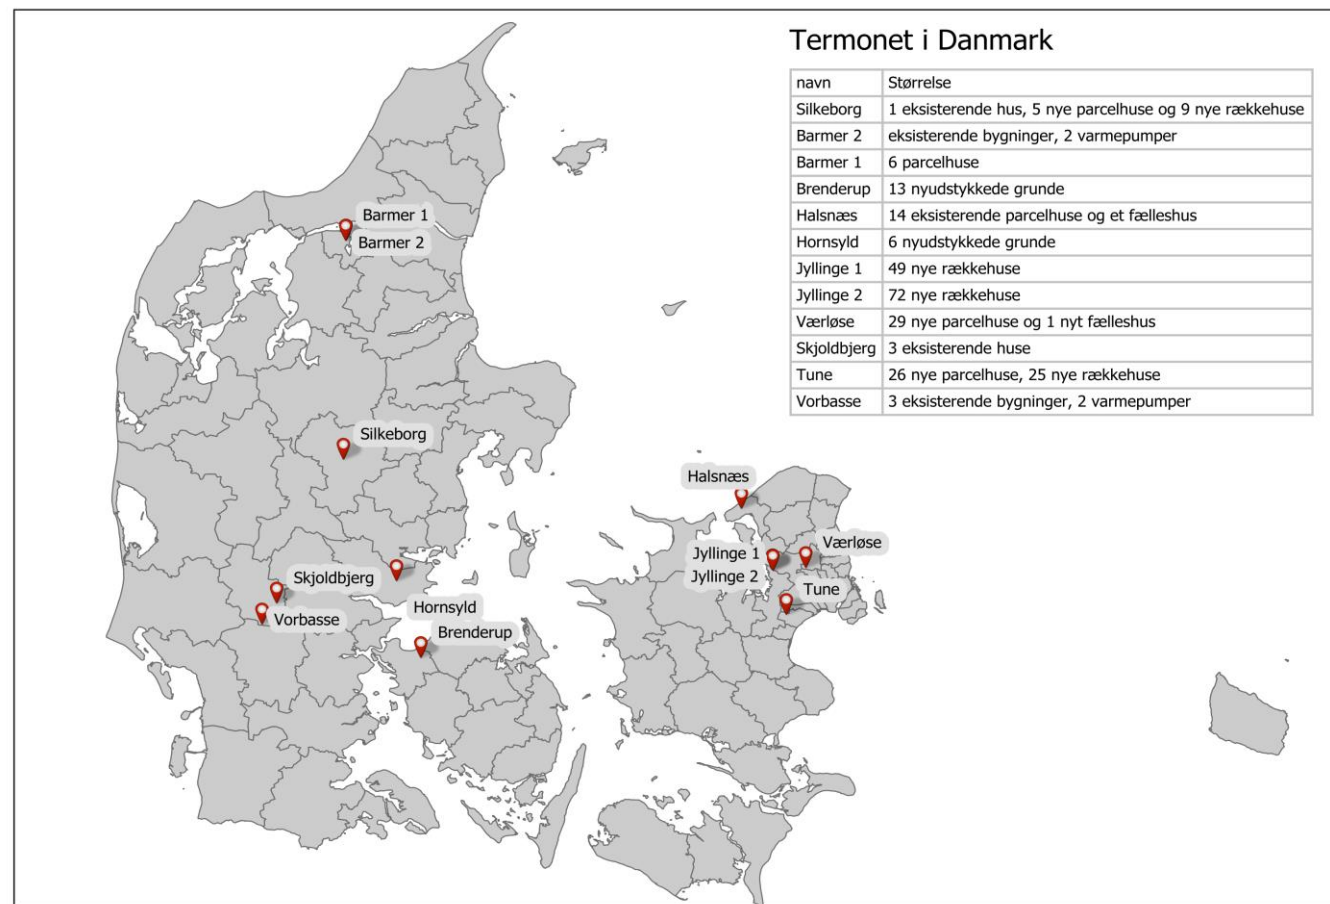 Termonet i Danmark
navn Størrelse
Silkeborg 1 eksisterende hus, 5 nye parcelhuse og 9 nye rækkehuse
Barmer 2 eksisterende bygninger, 2 varmepumper
Barmer 1 6 parcelhuse
Brenderup 13 nyudstykkede grunde
Halsnæs 14 eksisterende parcelhuse og et fælleshus
Hornsyld 6 nyudstykkede grunde
Jyllinge 1 49 nye rækkehuse
Jyllinge 2 72 nye rækkehuse
Værløse 29 nye parcelhuse og 1 nyt fælleshus
Skjoldbjerg 3 eksisterende huse
Tune 26 nye parcelhuse, 25 nye rækkehuse
Vorbasse 3 eksisterende bygninger, 2 varmepumper
Barmer 1
Barmer 2
Silkeborg
Halsnæs
Værløse
Jyllinge 1
Jyllinge 2
Skjoldbjerg
Tune
Hornsyld
Vorbasse
Brenderup